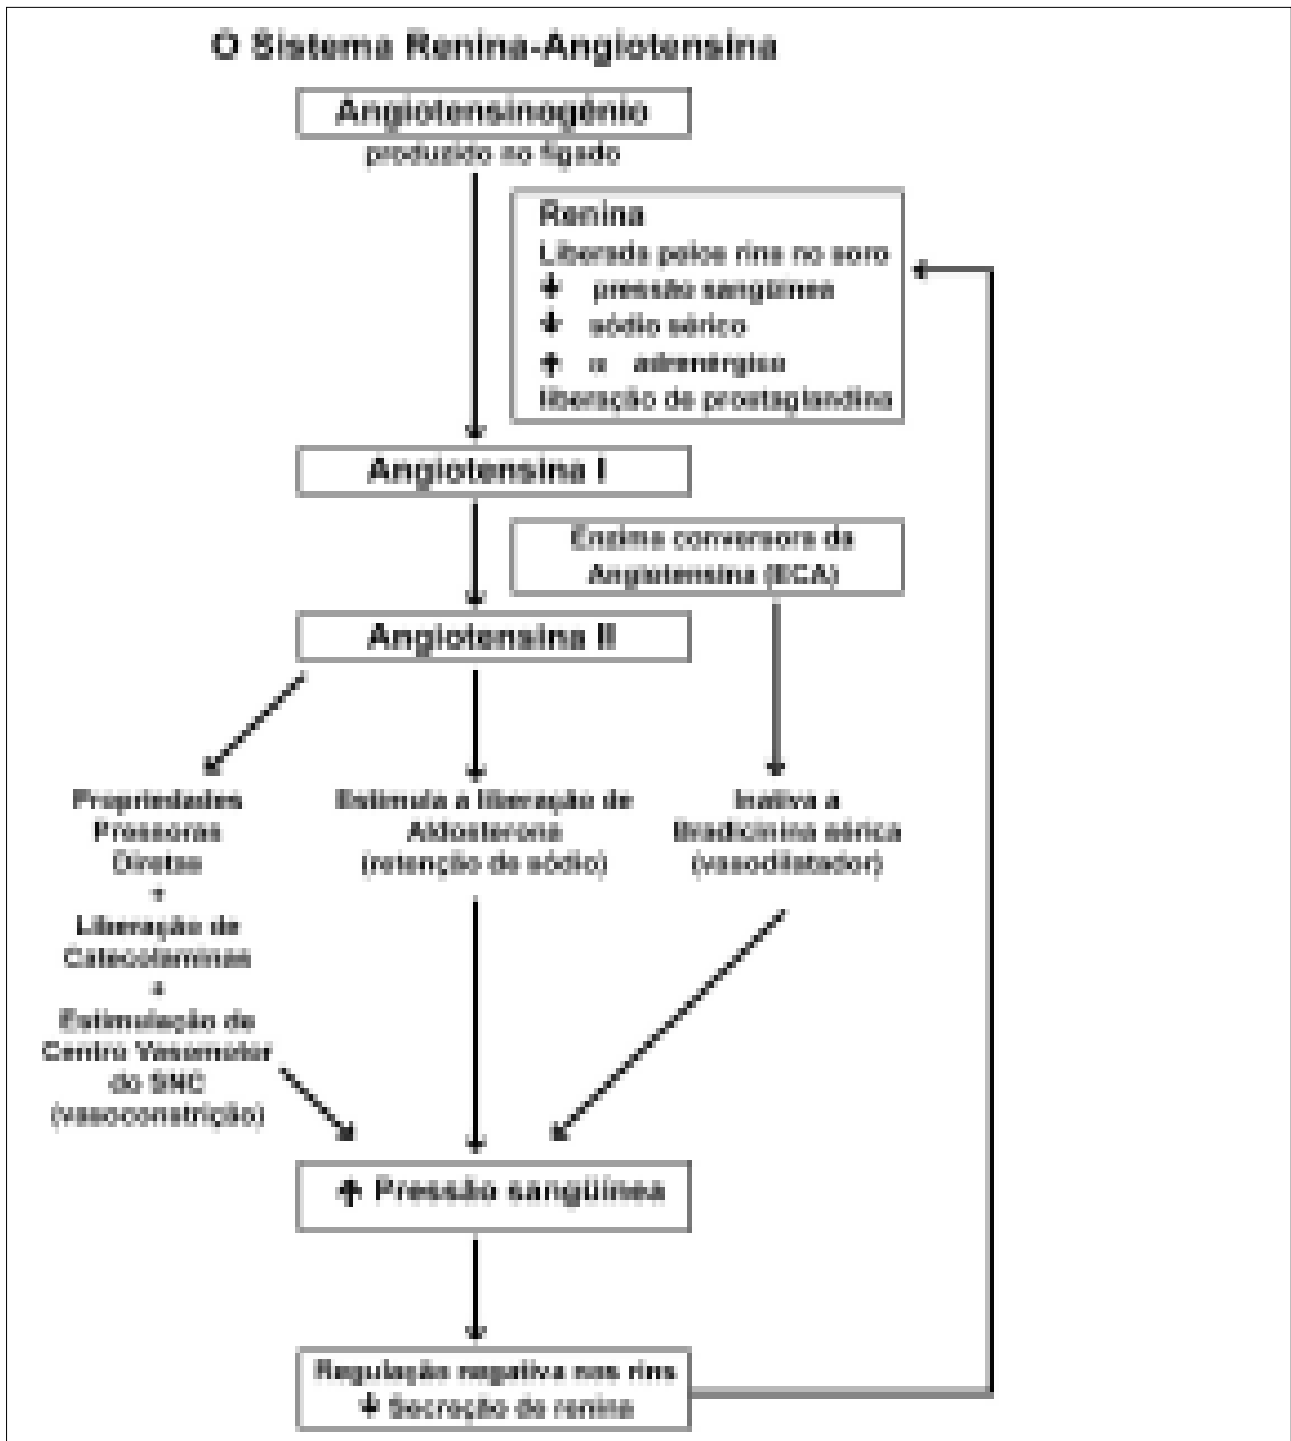 O Sistema Renina-Angiotensina
Angiotensinogênio
produzido no fígado
Renina
Liberada pelos rins no soro
↓ pressão sangüínea
↓ sódio sérico
↑ α adrenérgico
liberação de prostaglandina
Angiotensina I
Enzima conversora da
Angiotensina (ECA)
Angiotensina II
Propriedades
Pressoras
Diretas
+
Liberação de
Catecolaminas
+
Estimulação de
Centro Vasomotor
do SNC
(vasoconstrição)
Estimula a liberação de
Aldosterona
(retenção de sódio)
Inativa a
Bradicinina sérica
(vasodilatador)
↑ Pressão sangüínea
Regulação negativa nos rins
↓ Secreção de renina